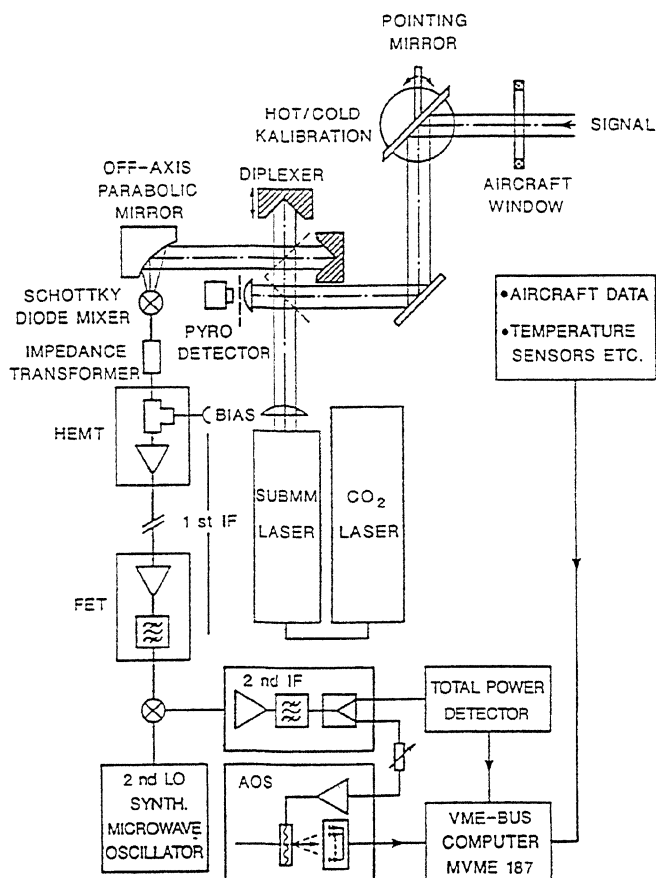 POINTING
MIRROR
HOT/COLD
KALIBRATION
SIGNAL
AIRCRAFT
WINDOW
OFF-AXIS
PARABOLIC
MIRROR
DIPLEXER
SCHOTTKY
DIODE MIXER
PYRO
DETECTOR
•AIRCRAFT DATA
•TEMPERATURE
SENSORS ETC.
IMPEDANCE
TRANSFORMER
HEMT
BIAS
1 st IF
SUBMM
LASER
CO2
LASER
FET
2 nd IF
TOTAL POWER
DETECTOR
2 nd LO
SYNTH.
MICROWAVE
OSCILLATOR
AOS
VME-BUS
COMPUTER
MVME 187